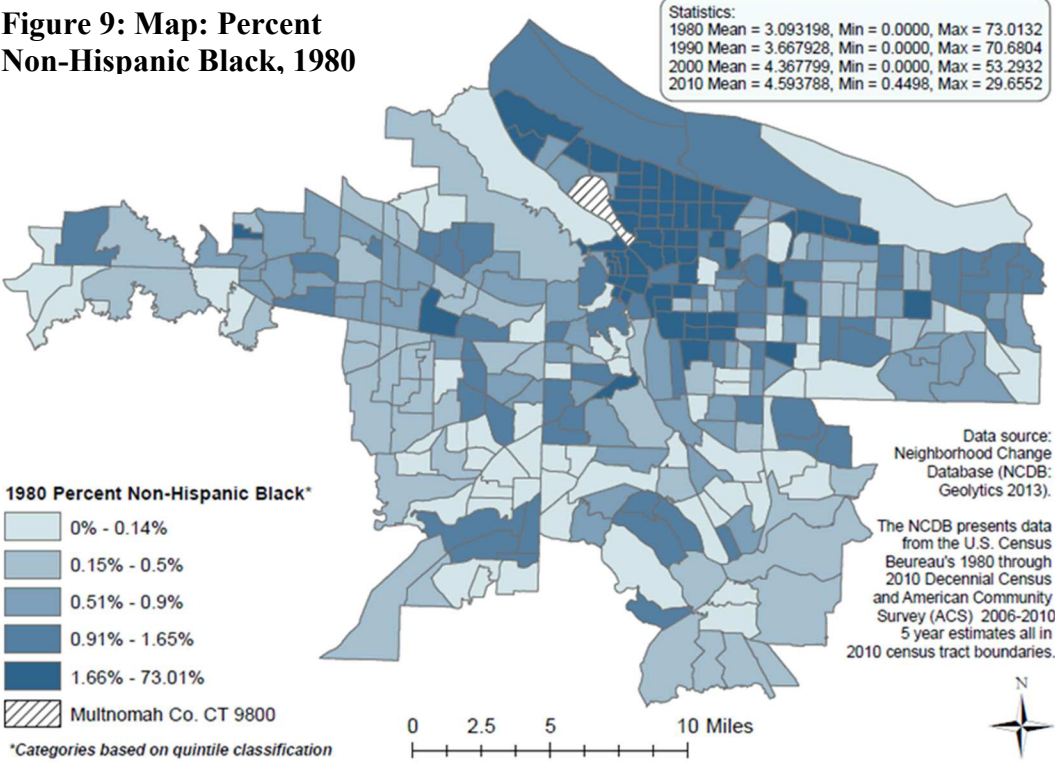 Figure 9: Map: Percent
Non-Hispanic Black, 1980
Statistics:
1980 Mean = 3.093198, Min = 0.0000, Max = 73.0132
1990 Mean = 3.667928, Min = 0.0000, Max = 70.6804
2000 Mean = 4.367799, Min = 0.0000, Max = 53.2932
2010 Mean = 4.593788, Min = 0.4498, Max = 29.6552
Data source:
Neighborhood Change
Database (NCDB:
Geolytics 2013).
The NCDB presents data
from the U.S. Census
Beureau's 1980 through
2010 Decennial Census
and American Community
Survey (ACS) 2006-2010
5 year estimates all in
2010 census tract boundaries.
1980 Percent Non-Hispanic Black*
0% - 0.14%
0.15% - 0.5%
0.51% - 0.9%
0.91% - 1.65%
1.66% - 73.01%
Multnomah Co. CT 9800
*Categories based on quintile classification
0 2.5 5 10 Miles
N